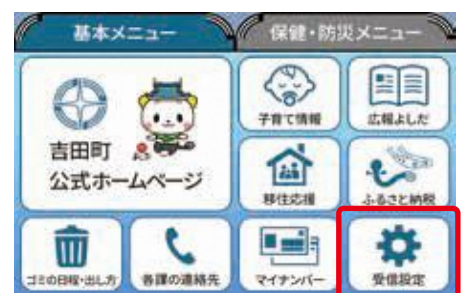 基本メニュー
保健・防災メニュー
吉田町
公式ホームページ
子育て情報
広報よしだ
移住応援
ふるさと納税
ゴミの日程・出し方
各課の連絡先
マイナンバー
受信設定